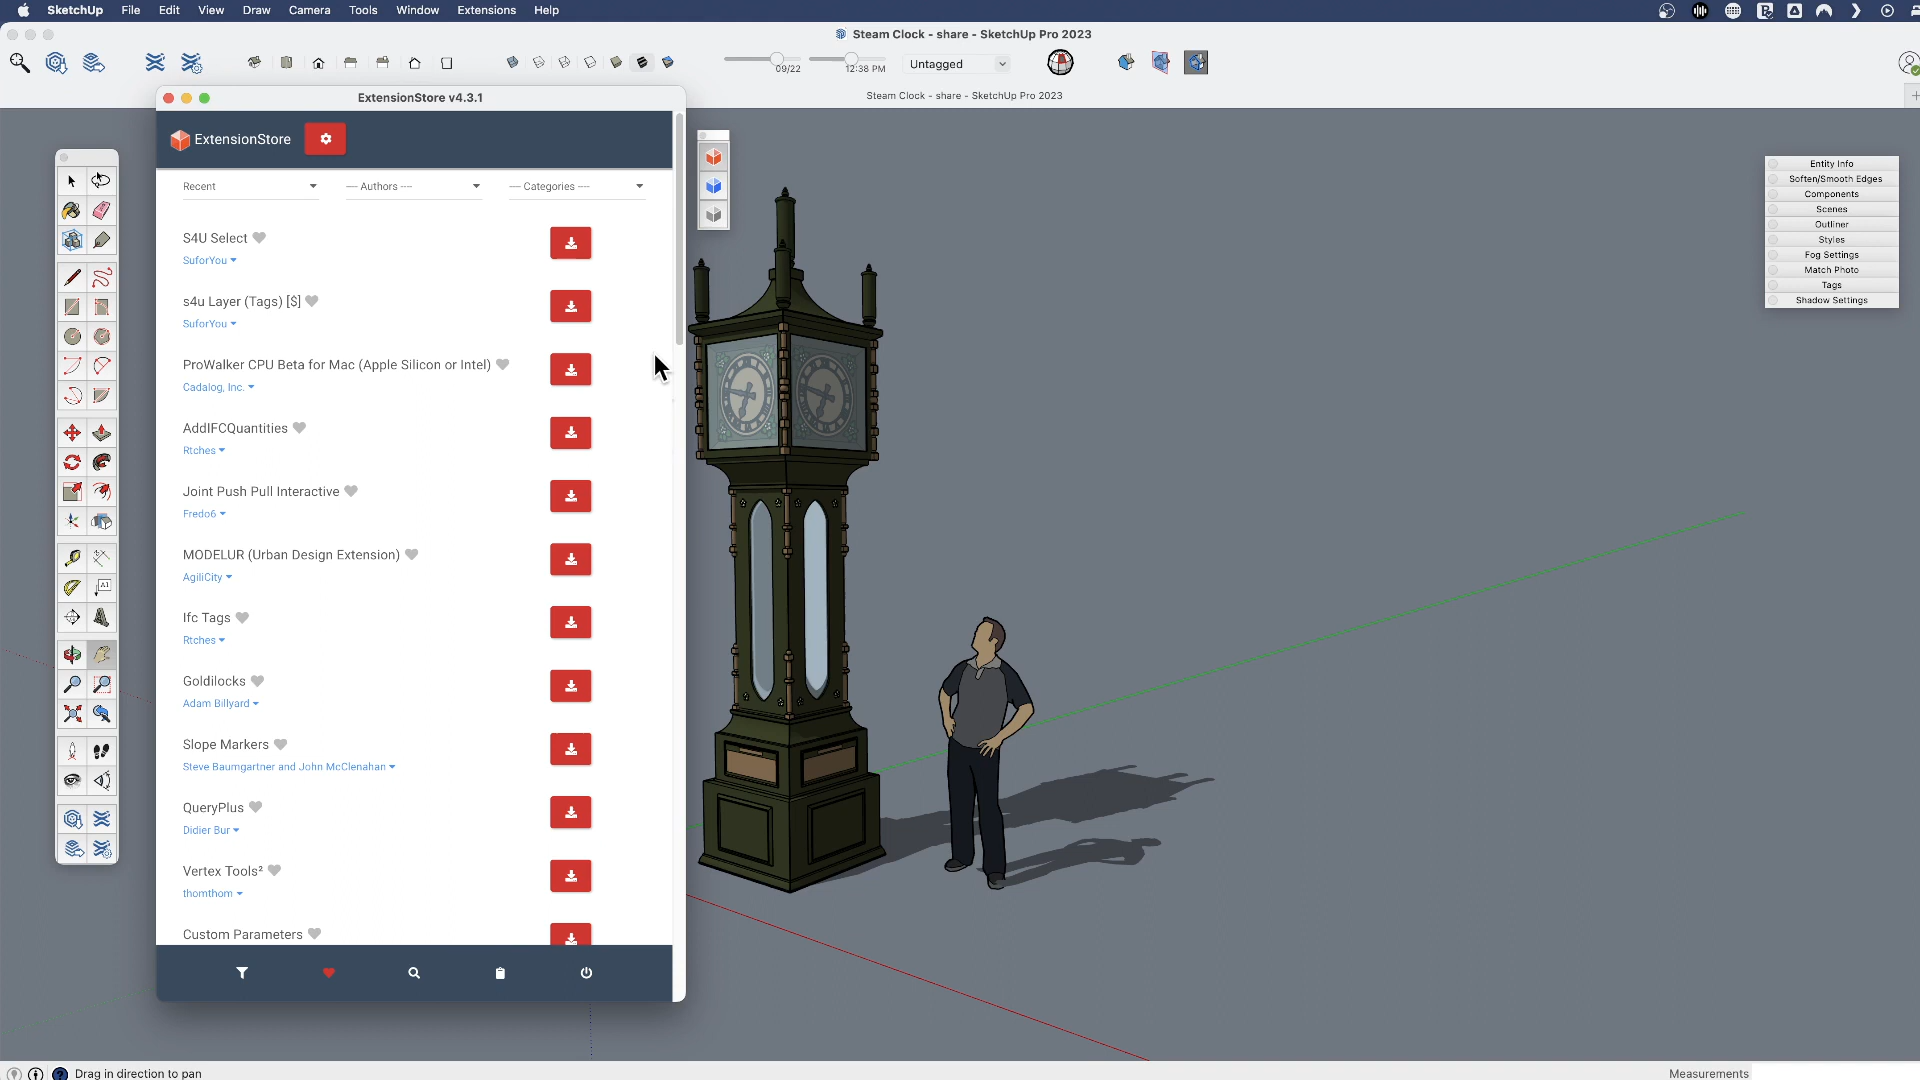 SketchUp File Edit View Draw Camera Tools Window Extensions Help
Steam Clock - share - SketchUp Pro 2023
09/22
12:38 PM
Untagged
Steam Clock - share - SketchUp Pro 2023
ExtensionStore v4.3.1
ExtensionStore
Recent
--- Authors ---
--- Categories ---
S4U Select
SuforYou
s4u Layer (Tags) [$]
SuforYou
ProWalker CPU Beta for Mac (Apple Silicon or Intel)
Cadalog, Inc.
AddIFCQuantities
Rtches
Joint Push Pull Interactive
Fredo6
MODELUR (Urban Design Extension)
AgiliCity
Ifc Tags
Rtches
Goldilocks
Adam Billyard
Slope Markers
Steve Baumgartner and John McClenahan
QueryPlus
Didier Bur
Vertex Tools²
thomthom
Custom Parameters
Entity Info
Soften/Smooth Edges
Components
Scenes
Outliner
Styles
Fog Settings
Match Photo
Tags
Shadow Settings
Drag in direction to pan
Measurements